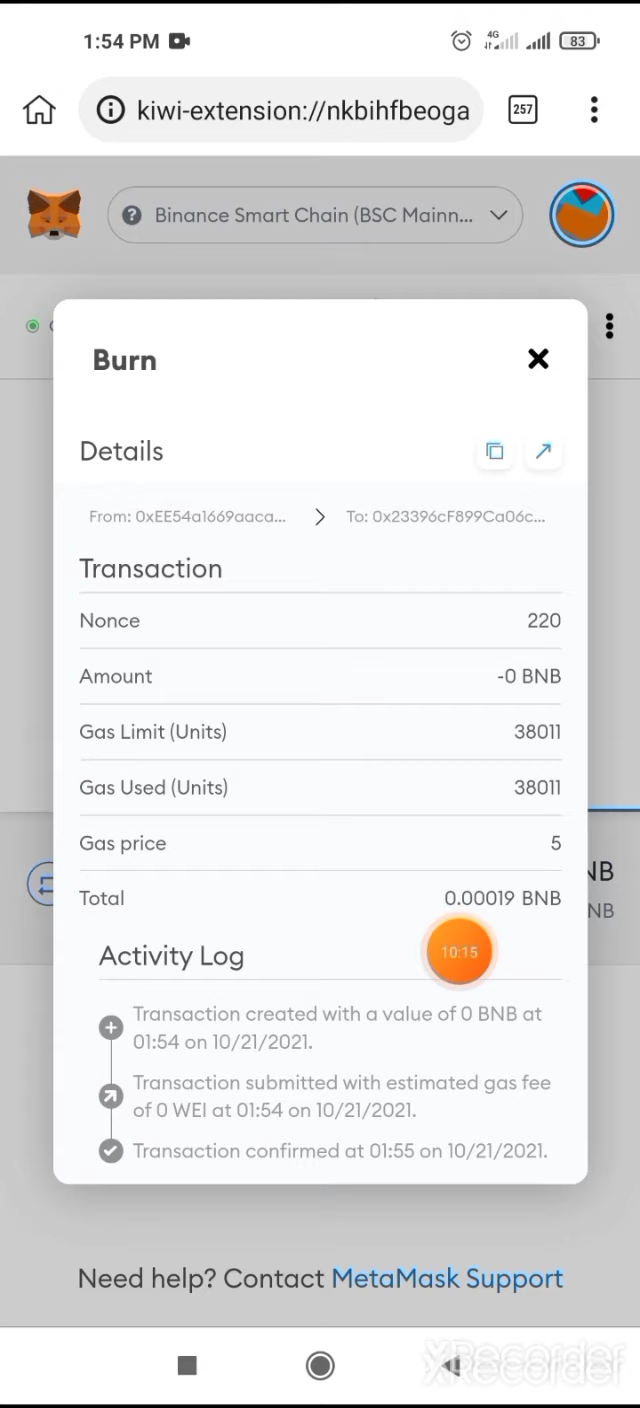 1:54 PM
4G
83
kiwi-extension://nkbihfbeoga
257
Binance Smart Chain (BSC Mainn...
Burn
Details
From: 0xEE54a1669aaca...
To: 0x23396cF899Ca06c...
Transaction
Nonce 220
Amount -0 BNB
Gas Limit (Units) 38011
Gas Used (Units) 38011
Gas price 5
NB
Total 0.00019 BNB
NB
Activity Log
10:15
Transaction created with a value of 0 BNB at
01:54 on 10/21/2021.
Transaction submitted with estimated gas fee
of 0 WEI at 01:54 on 10/21/2021.
Transaction confirmed at 01:55 on 10/21/2021.
Need help? Contact MetaMask Support
XRecorder